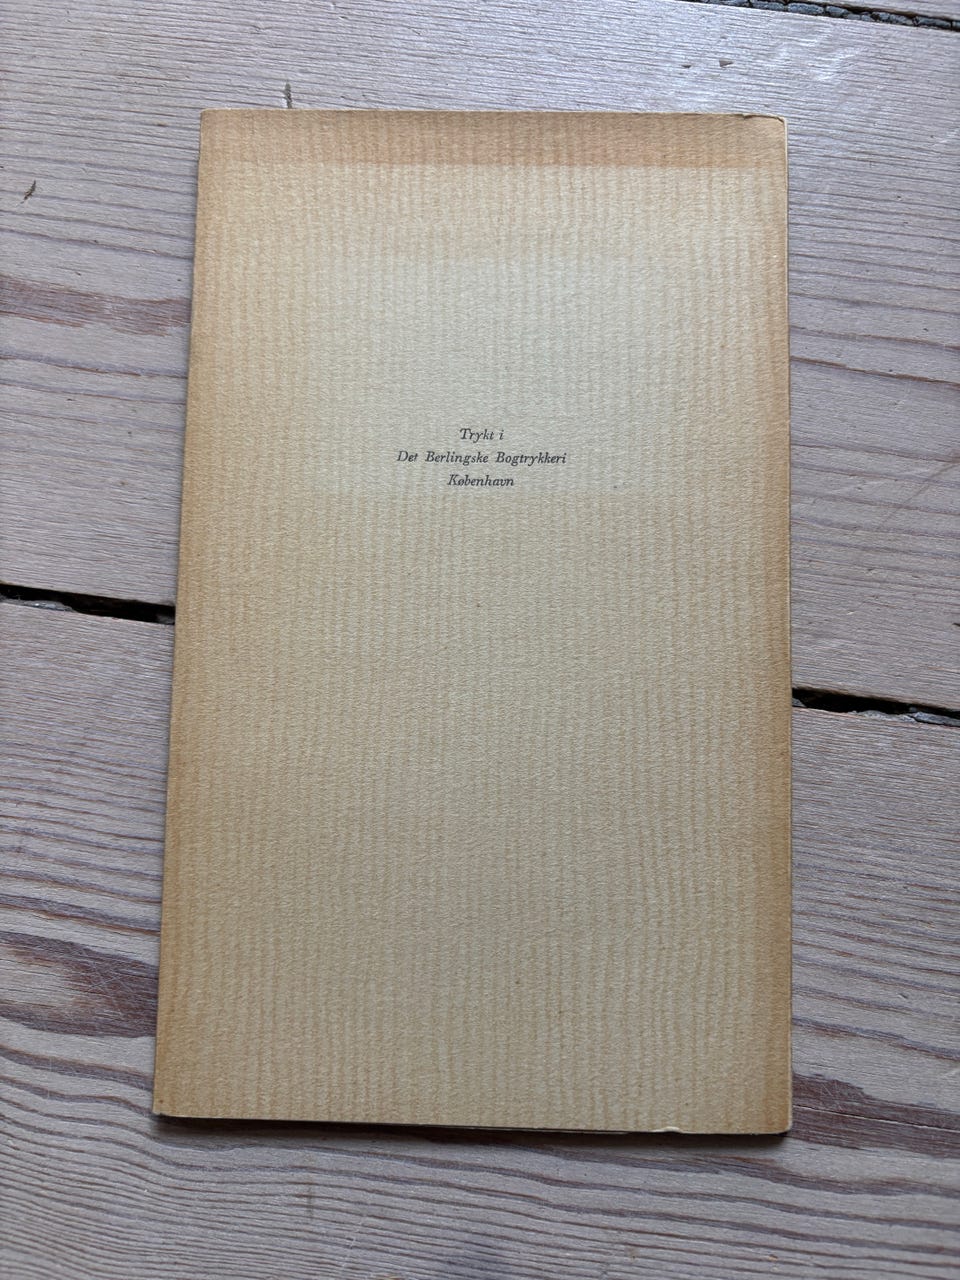 Trykt i
Det Berlingske Bogtrykkeri
København